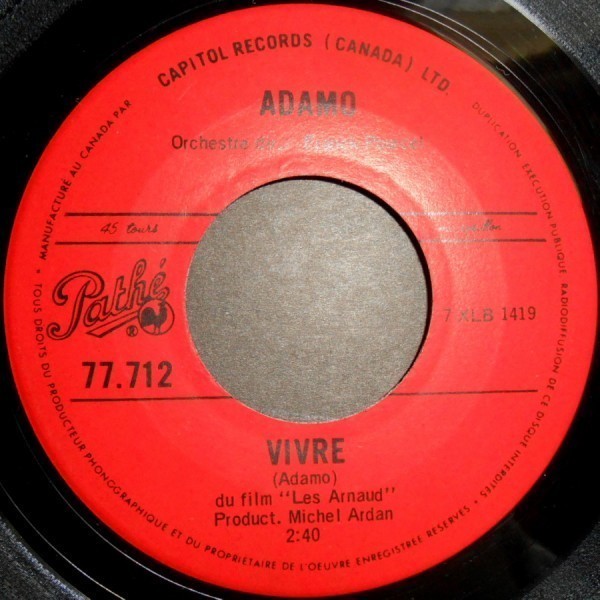 MANUFACTURÉ AU CANADA PAR
CAPITOL RECORDS (CANADA) LTD.
DUPLICATION EXÉCUTION PUBLIQUE RADIODIFFUSION DE CE DISQUE INTERDITES
ADAMO
Orchestre
45 tours
Pathé
®
77.712
7 XLB 1419
VIVRE
(Adamo)
du film "Les Arnaud"
Product. Michel Ardan
2:40
• TOUS DROITS DU PRODUCTEUR PHONOGRAPHIQUE ET DU PROPRIÉTAIRE DE L'OEUVRE ENREGISTRÉE RÉSERVÉS •